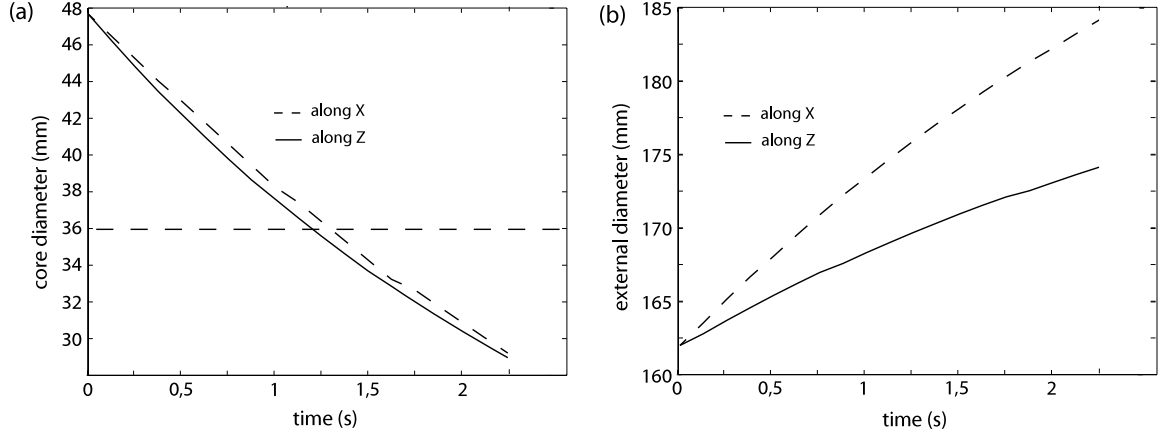 (a)
48
46
44
42
40
38
36
34
32
30
core diameter (mm)
along X
along Z
0
0,5
1
1,5
2
time (s)
(b)
185
180
175
170
165
160
external diameter (mm)
along X
along Z
0
0,5
1
1,5
2
time (s)